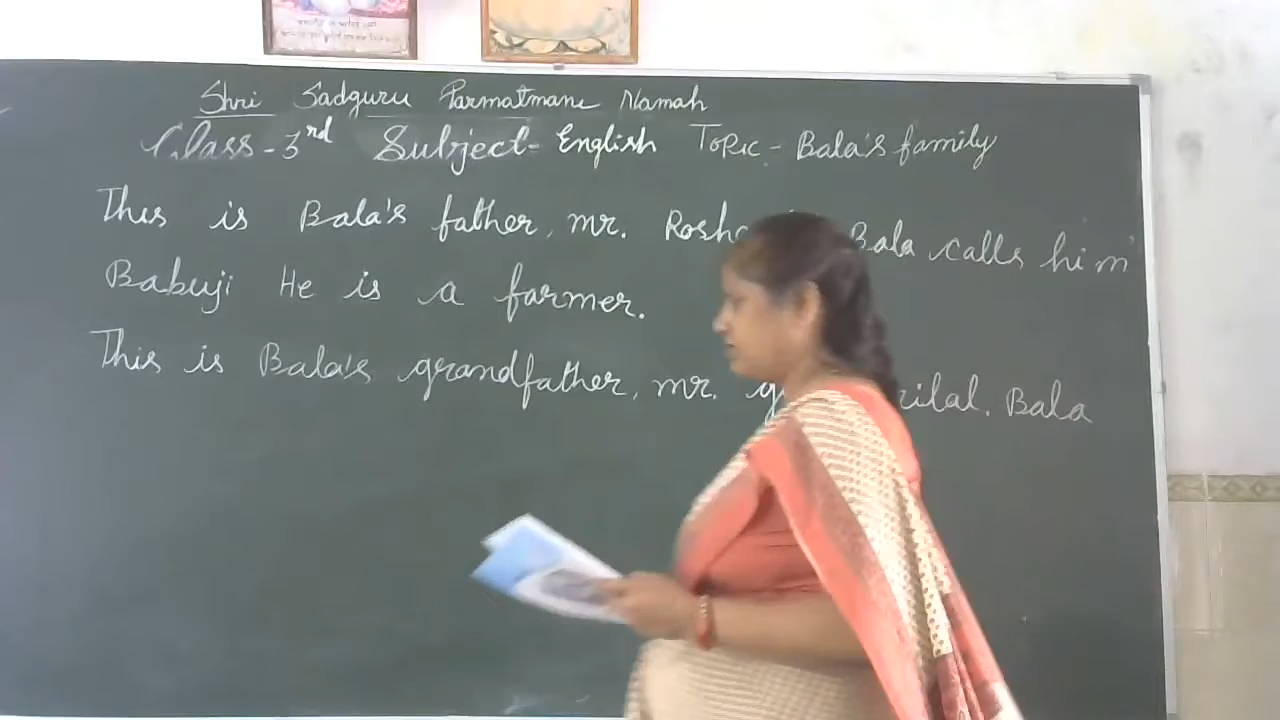 Shri Sadguru Parmatmane Namah
Class - 3rd Subject - English Topic - Bala's family
This is Bala's father, mr. Bala calls him
Babuji He is a farmer.
This is Bala's grandfather, mr. Bala